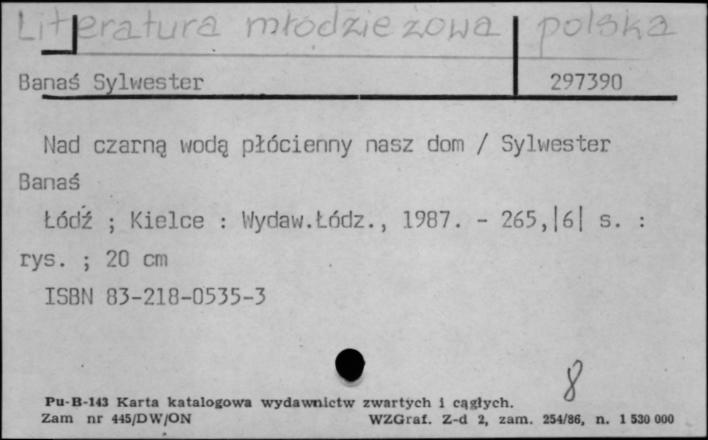 Literatura młodzieżowa polska
Banaś Sylwester 297390
Nad czarną wodą płócienny nasz dom / Sylwester
Banaś
Łódź ; Kielce : Wydaw.Łódz., 1987. - 265,|6| s. :
rys. ; 20 cm
ISBN 83-218-0535-3
8
Pu-B-143 Karta katalogowa wydawnictw zwartych i ciągłych.
Zam nr 445/DW/ON WZGraf. Z-d 2, zam. 254/86, n. 1 530 000